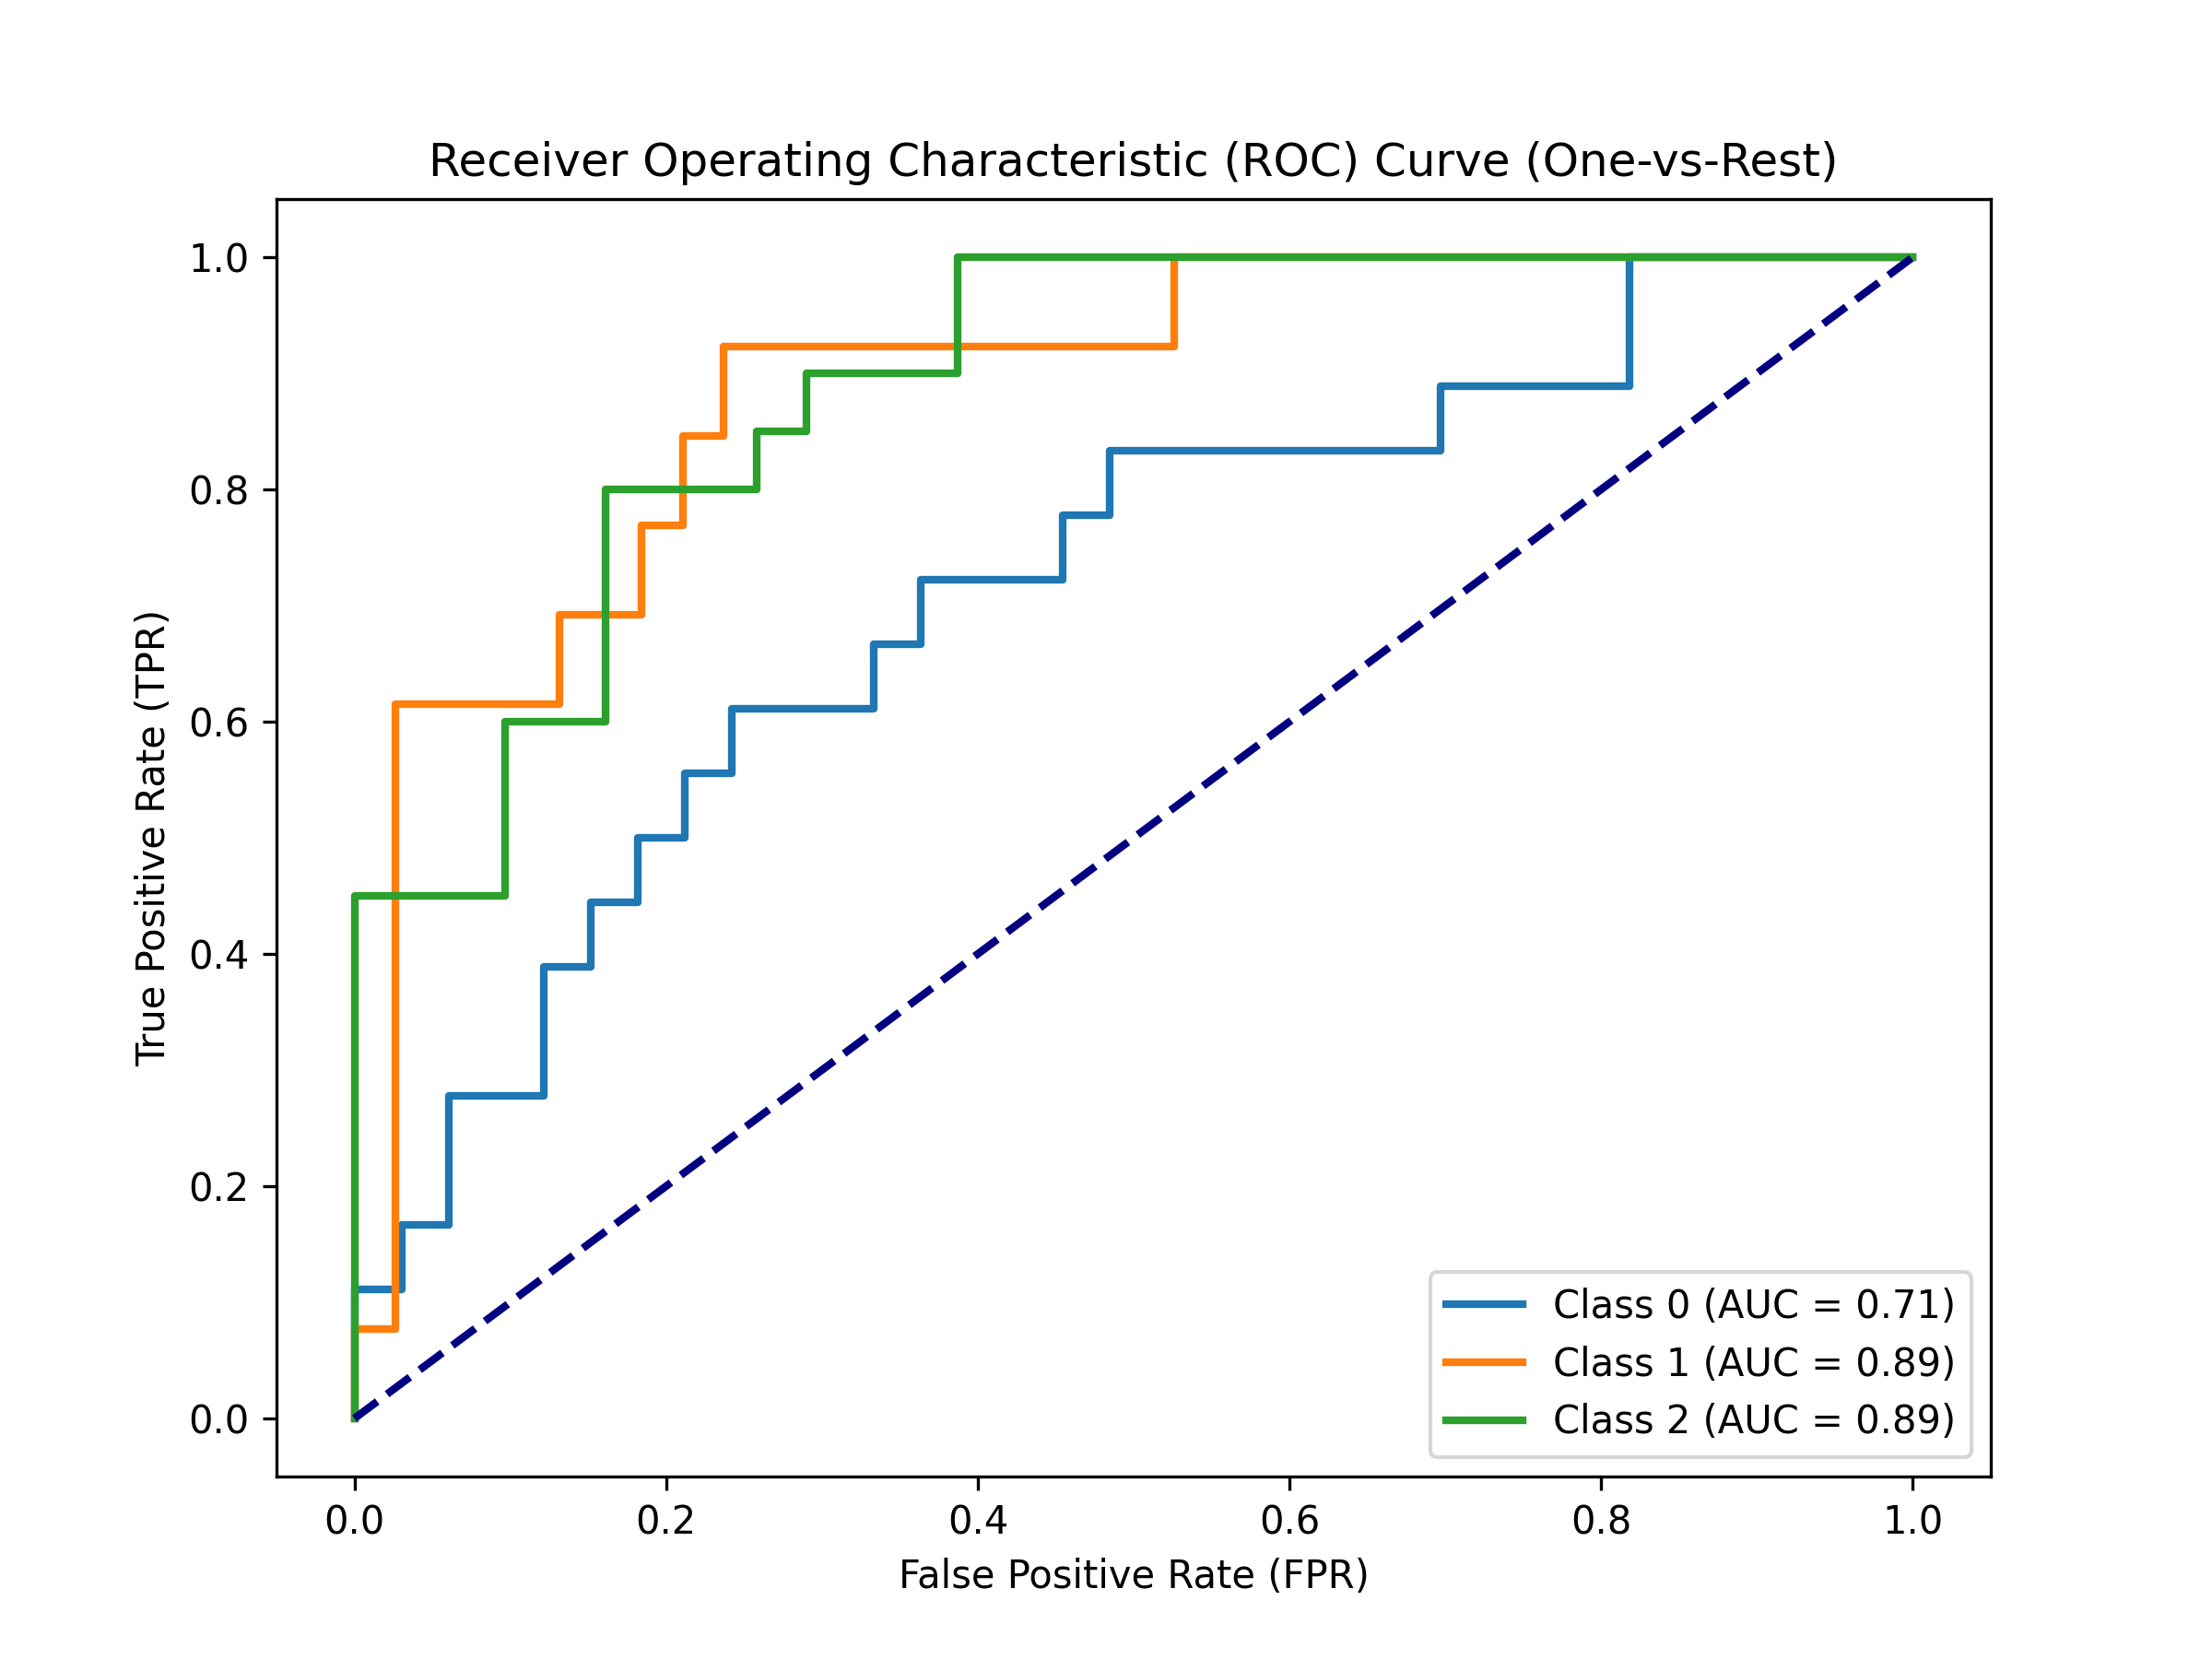 Receiver Operating Characteristic (ROC) Curve (One-vs-Rest)
1.0
0.8
0.6
0.4
0.2
0.0
True Positive Rate (TPR)
Class 0 (AUC = 0.71)
Class 1 (AUC = 0.89)
Class 2 (AUC = 0.89)
0.0 0.2 0.4 0.6 0.8 1.0
False Positive Rate (FPR)